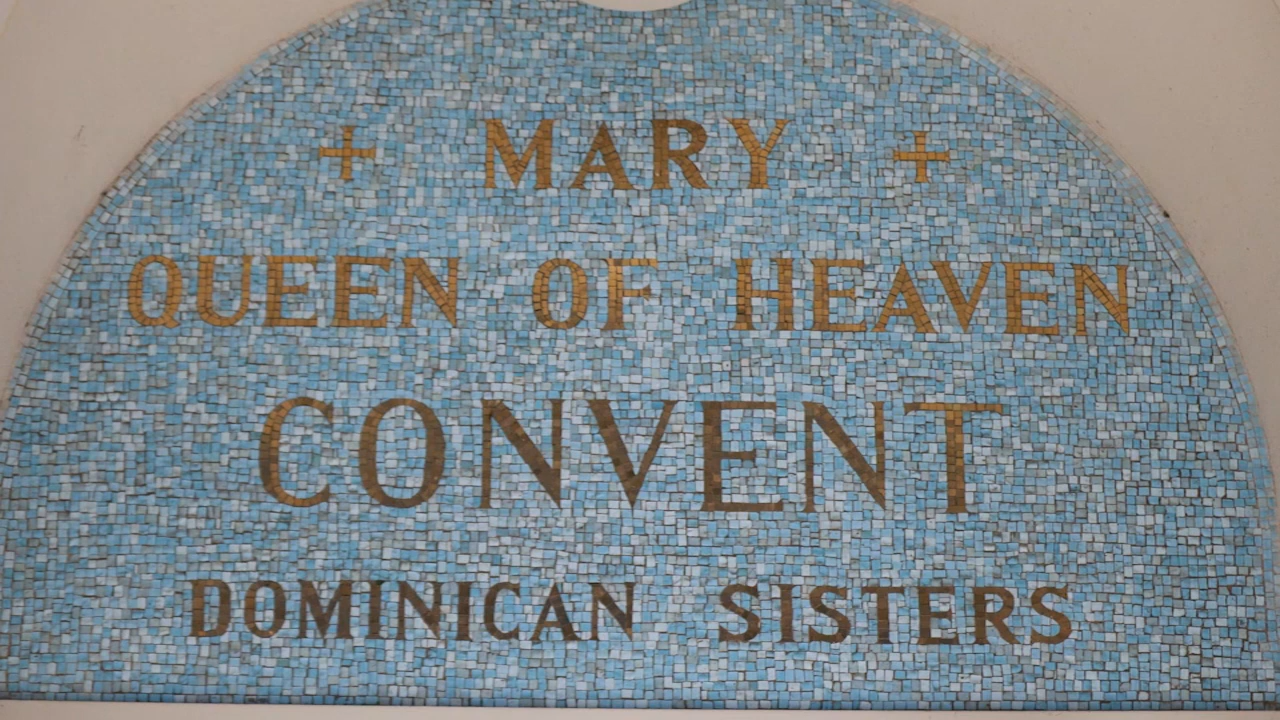 + MARY +
QUEEN OF HEAVEN
CONVENT
DOMINICAN SISTERS